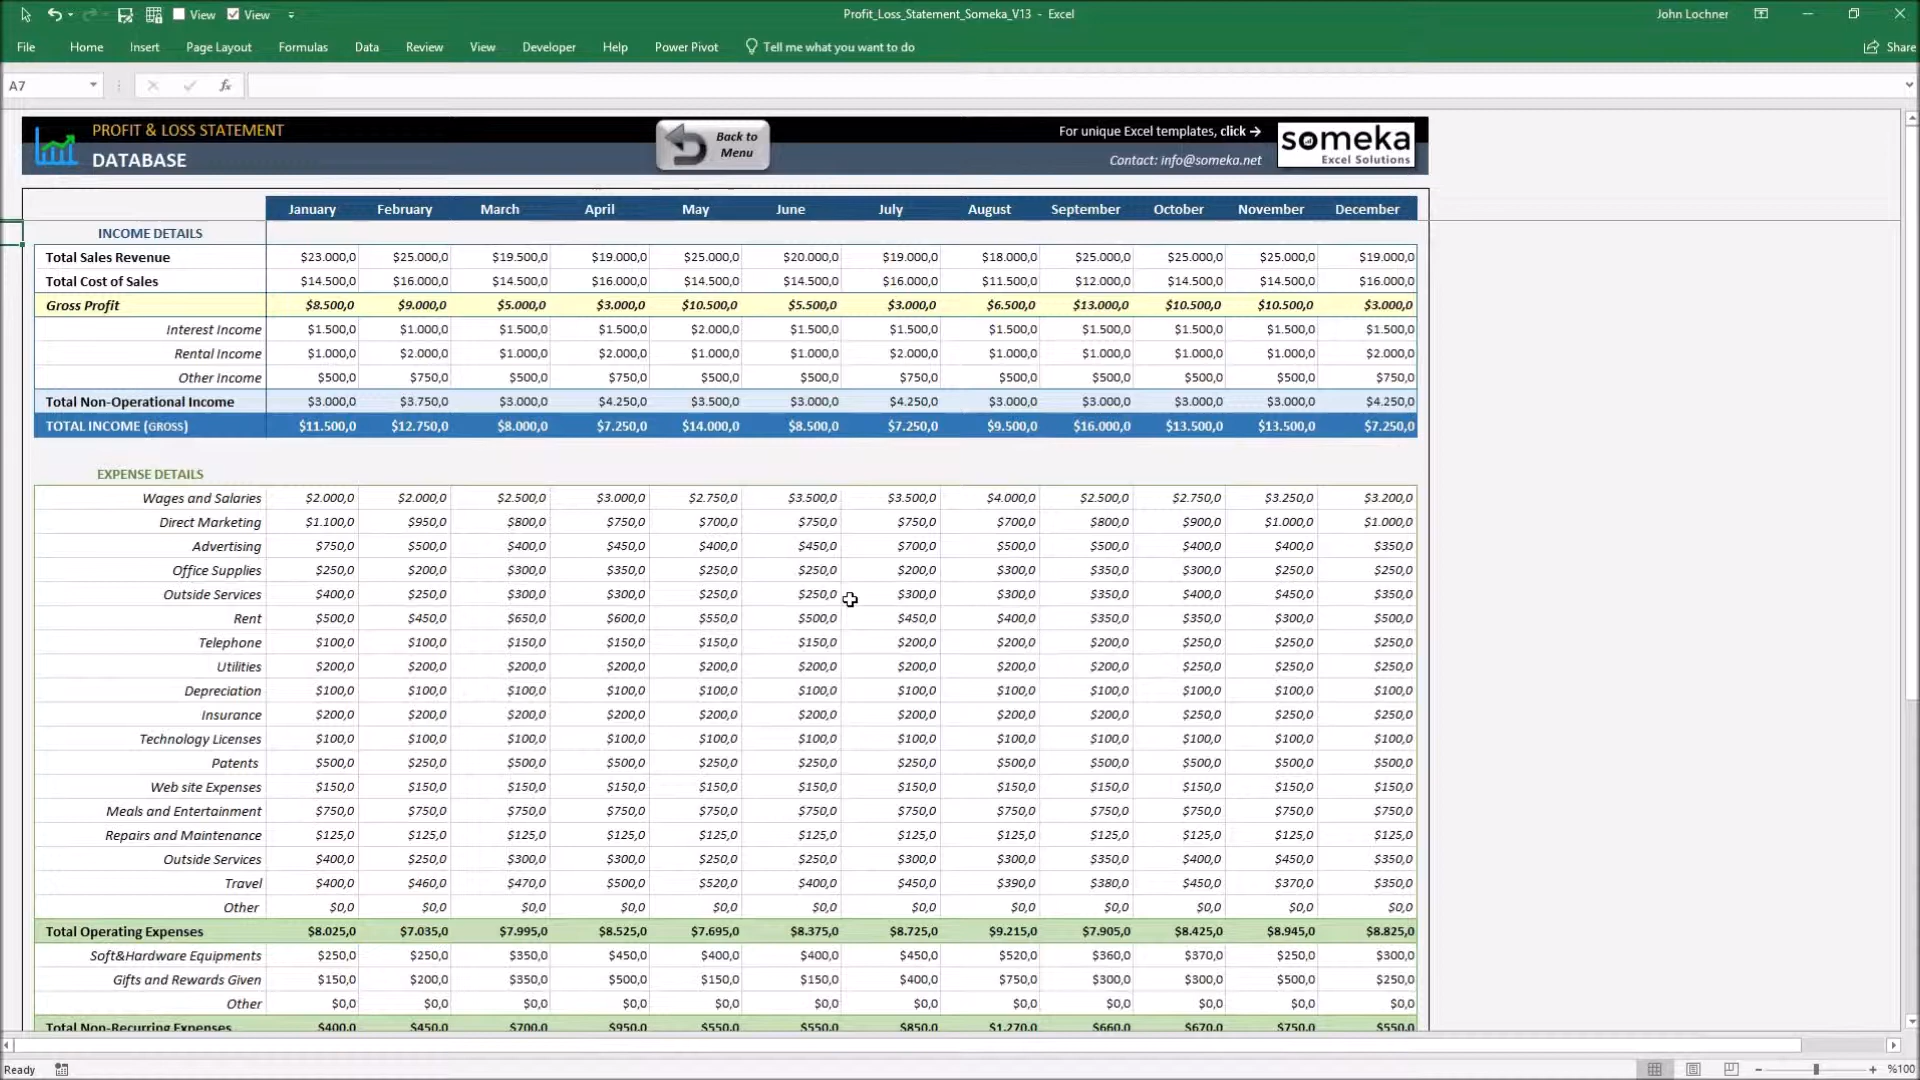 View View Profit_Loss_Statement_Someka_V13 - Excel John Lochner
File Home Insert Page Layout Formulas Data Review View Developer Help Power Pivot Tell me what you want to do Share
A7 fx
PROFIT & LOSS STATEMENT
DATABASE
Back to
Menu
For unique Excel templates, click →
Contact: info@someka.net
someka
Excel Solutions
January February March April May June July August September October November December
INCOME DETAILS
Total Sales Revenue $23.000,0 $25.000,0 $19.500,0 $19.000,0 $25.000,0 $20.000,0 $19.000,0 $18.000,0 $25.000,0 $25.000,0 $25.000,0 $19.000,0
Total Cost of Sales $14.500,0 $16.000,0 $14.500,0 $16.000,0 $14.500,0 $14.500,0 $16.000,0 $11.500,0 $12.000,0 $14.500,0 $14.500,0 $16.000,0
Gross Profit $8.500,0 $9.000,0 $5.000,0 $3.000,0 $10.500,0 $5.500,0 $3.000,0 $6.500,0 $13.000,0 $10.500,0 $10.500,0 $3.000,0
Interest Income $1.500,0 $1.000,0 $1.500,0 $1.500,0 $2.000,0 $1.500,0 $1.500,0 $1.500,0 $1.500,0 $1.500,0 $1.500,0 $1.500,0
Rental Income $1.000,0 $2.000,0 $1.000,0 $2.000,0 $1.000,0 $1.000,0 $2.000,0 $1.000,0 $1.000,0 $1.000,0 $1.000,0 $2.000,0
Other Income $500,0 $750,0 $500,0 $750,0 $500,0 $500,0 $750,0 $500,0 $500,0 $500,0 $500,0 $750,0
Total Non-Operational Income $3.000,0 $3.750,0 $3.000,0 $4.250,0 $3.500,0 $3.000,0 $4.250,0 $3.000,0 $3.000,0 $3.000,0 $3.000,0 $4.250,0
TOTAL INCOME (GROSS) $11.500,0 $12.750,0 $8.000,0 $7.250,0 $14.000,0 $8.500,0 $7.250,0 $9.500,0 $16.000,0 $13.500,0 $13.500,0 $7.250,0
EXPENSE DETAILS
Wages and Salaries $2.000,0 $2.000,0 $2.500,0 $3.000,0 $2.750,0 $3.500,0 $3.500,0 $4.000,0 $2.500,0 $2.750,0 $3.250,0 $3.200,0
Direct Marketing $1.100,0 $950,0 $800,0 $750,0 $700,0 $750,0 $750,0 $700,0 $800,0 $900,0 $1.000,0 $1.000,0
Advertising $750,0 $500,0 $400,0 $450,0 $400,0 $450,0 $700,0 $500,0 $500,0 $400,0 $400,0 $350,0
Office Supplies $250,0 $200,0 $300,0 $350,0 $250,0 $250,0 $200,0 $300,0 $350,0 $300,0 $250,0 $250,0
Outside Services $400,0 $250,0 $300,0 $300,0 $250,0 $250,0 $300,0 $300,0 $350,0 $400,0 $450,0 $350,0
Rent $500,0 $450,0 $650,0 $600,0 $550,0 $500,0 $450,0 $400,0 $350,0 $350,0 $300,0 $500,0
Telephone $100,0 $100,0 $150,0 $150,0 $150,0 $150,0 $200,0 $200,0 $200,0 $250,0 $250,0 $250,0
Utilities $200,0 $200,0 $200,0 $200,0 $200,0 $200,0 $200,0 $200,0 $200,0 $250,0 $250,0 $250,0
Depreciation $100,0 $100,0 $100,0 $100,0 $100,0 $100,0 $100,0 $100,0 $100,0 $100,0 $100,0 $100,0
Insurance $200,0 $200,0 $200,0 $200,0 $200,0 $200,0 $200,0 $200,0 $200,0 $250,0 $250,0 $250,0
Technology Licenses $100,0 $100,0 $100,0 $100,0 $100,0 $100,0 $100,0 $100,0 $100,0 $100,0 $100,0 $100,0
Patents $500,0 $250,0 $500,0 $500,0 $250,0 $250,0 $250,0 $500,0 $500,0 $500,0 $500,0 $500,0
Web site Expenses $150,0 $150,0 $150,0 $150,0 $150,0 $150,0 $150,0 $150,0 $150,0 $150,0 $150,0 $150,0
Meals and Entertainment $750,0 $750,0 $750,0 $750,0 $750,0 $750,0 $750,0 $750,0 $750,0 $750,0 $750,0 $750,0
Repairs and Maintenance $125,0 $125,0 $125,0 $125,0 $125,0 $125,0 $125,0 $125,0 $125,0 $125,0 $125,0 $125,0
Outside Services $400,0 $250,0 $300,0 $300,0 $250,0 $250,0 $300,0 $300,0 $350,0 $400,0 $450,0 $350,0
Travel $400,0 $460,0 $470,0 $500,0 $520,0 $400,0 $450,0 $390,0 $380,0 $450,0 $370,0 $350,0
Other $0,0 $0,0 $0,0 $0,0 $0,0 $0,0 $0,0 $0,0 $0,0 $0,0 $0,0 $0,0
Total Operating Expenses $8.025,0 $7.035,0 $7.995,0 $8.525,0 $7.695,0 $8.375,0 $8.725,0 $9.215,0 $7.905,0 $8.425,0 $8.945,0 $8.825,0
Soft&Hardware Equipments $250,0 $250,0 $350,0 $450,0 $400,0 $400,0 $450,0 $520,0 $360,0 $370,0 $250,0 $300,0
Gifts and Rewards Given $150,0 $200,0 $350,0 $500,0 $150,0 $150,0 $400,0 $750,0 $300,0 $300,0 $500,0 $250,0
Other $0,0 $0,0 $0,0 $0,0 $0,0 $0,0 $0,0 $0,0 $0,0 $0,0 $0,0 $0,0
Total Non-Recurring Expenses $400,0 $450,0 $700,0 $950,0 $550,0 $550,0 $850,0 $1.270,0 $660,0 $670,0 $750,0 $550,0
Ready %100